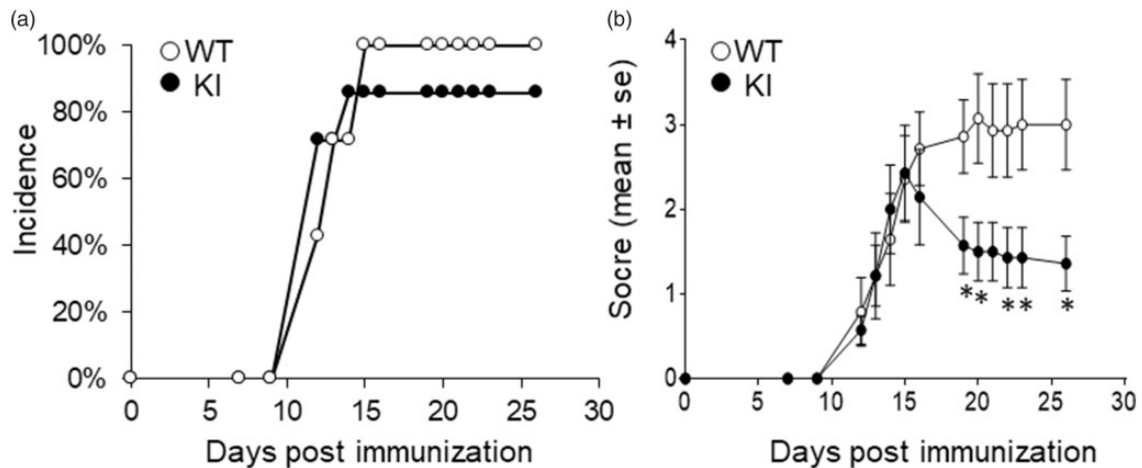 (a)
100%
80%
60%
40%
20%
0%
Incidence
WT
KI
0 5 10 15 20 25 30
Days post immunization
(b)
4
3
2
1
0
Socre (mean ± se)
WT
KI
* * * * *
0 5 10 15 20 25 30
Days post immunization